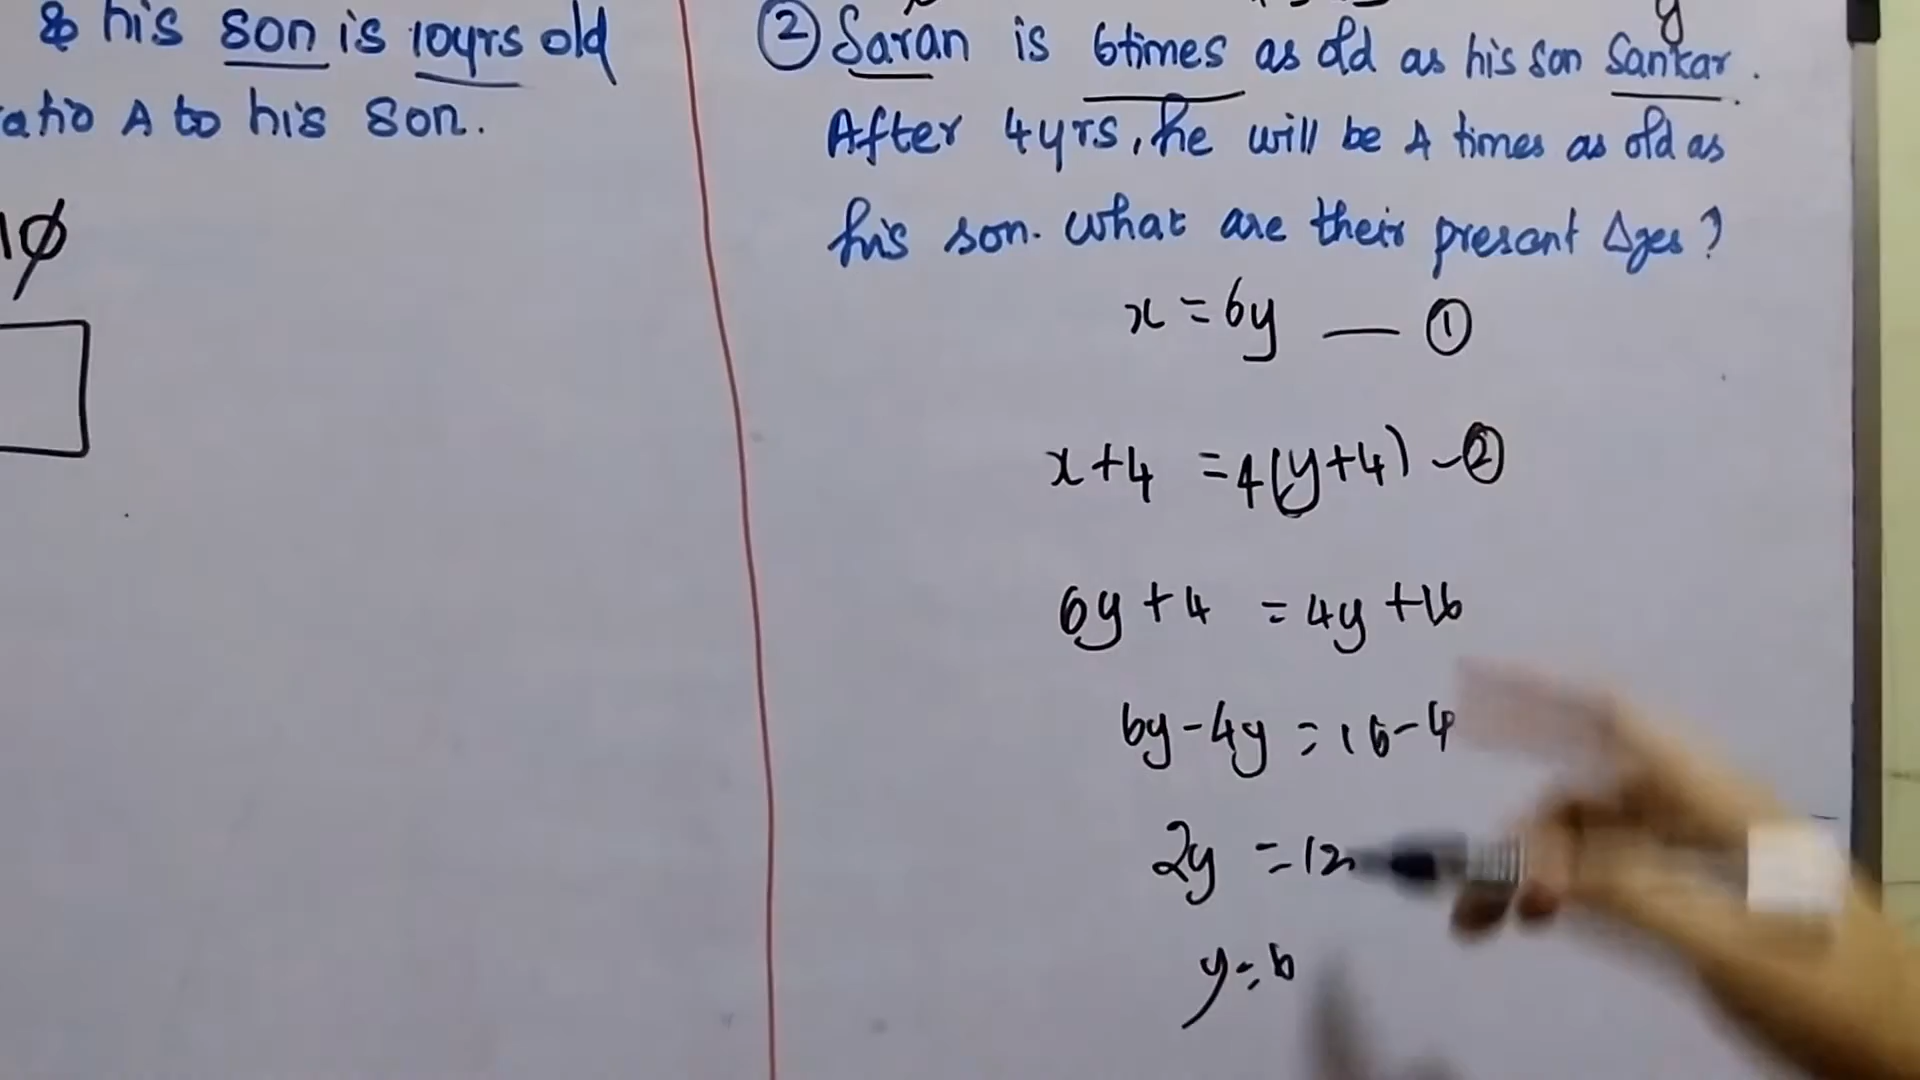 & his son is 10yrs old
ratio A to his son.
10
② Saran is 6times as old as his son Sankar.
y
After 4yrs, he will be 4 times as old as
his son. What are their present Ages?
x = 6y — ①
x + 4 = 4(y+4) - ②
6y + 4 = 4y + 16
6y - 4y = 16 - 4
2y = 12
y = 6